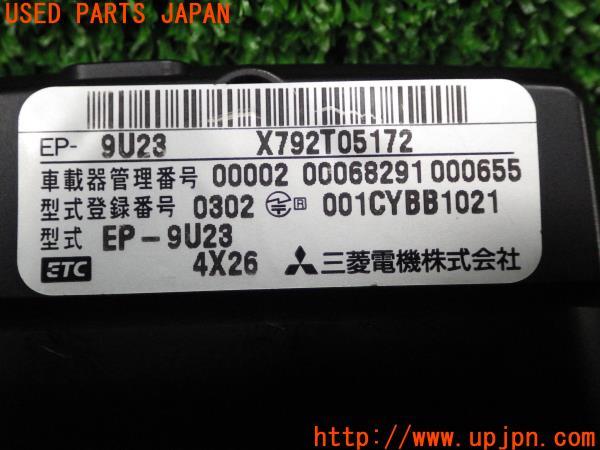 USED PARTS JAPAN
EP- 9U23 X792T05172
車載器管理番号 00002 00068291 000655
型式登録番号 0302 R 001CYBB1021
型式 EP-9U23
ETC 4X26 三菱電機株式会社
http://www.upjpn.com/